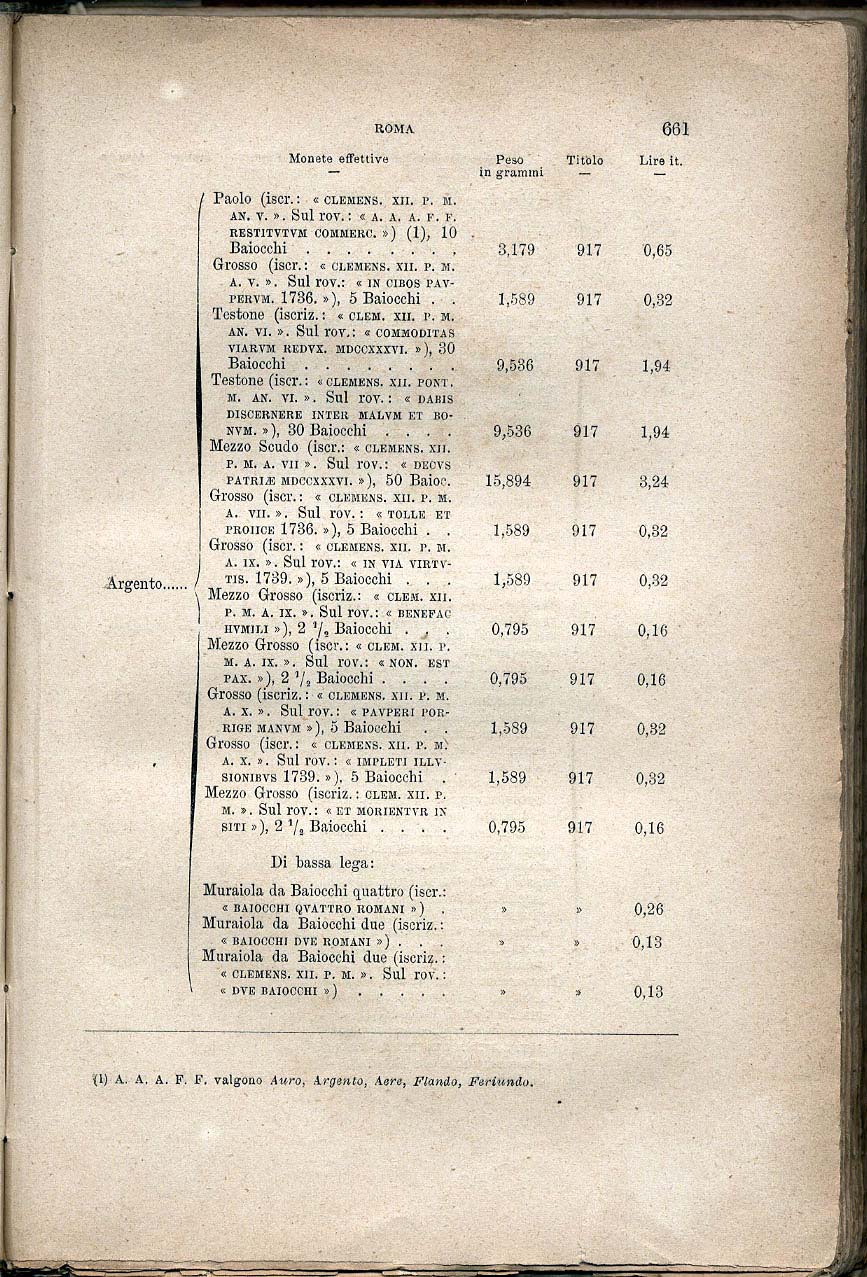 ROMA 661
Monete effettive Peso in grammi Titolo Lire it.
Paolo (iscr.: « CLEMENS. XII. P. M.
AN. V. ». Sul rov.: « A. A. A. F. F.
RESTITVTVM COMMERC. ») (1), 10
Baiocchi . . . . . . . . 3,179 917 0,65
Grosso (iscr.: « CLEMENS. XII. P. M.
A. V. ». Sul rov.: « IN CIBOS PAV-
PERVM. 1736. »), 5 Baiocchi . . 1,589 917 0,32
Testone (iscriz.: « CLEM. XII. P. M.
AN. VI. ». Sul rov.: « COMMODITAS
VIARVM REDVX. MDCCXXXVI. »), 30
Baiocchi . . . . . . . . 9,536 917 1,94
Testone (iscr.: « CLEMENS. XII. PONT.
M. AN. VI. ». Sul rov.: « DABIS
DISCERNERE INTER MALVM ET BO-
NVM. »), 30 Baiocchi . . . . 9,536 917 1,94
Mezzo Scudo (iscr.: « CLEMENS. XII.
P. M. A. VII ». Sul rov.: « DECVS
PATRIÆ MDCCXXXVI. »), 50 Baioc. 15,894 917 3,24
Grosso (iscr.: « CLEMENS. XII. P. M.
A. VII. ». Sul rov.: « TOLLE ET
PROIICE 1736. »), 5 Baiocchi . . 1,589 917 0,32
Grosso (iscr.: « CLEMENS. XII. P. M.
A. IX. ». Sul rov.: « IN VIA VIRTV-
TIS. 1739. »), 5 Baiocchi . . . 1,589 917 0,32
Argento......
Mezzo Grosso (iscriz.: « CLEM. XII.
P. M. A. IX. ». Sul rov.: « BENEFAC
HVMILI »), 2 1/2 Baiocchi . . . 0,795 917 0,16
Mezzo Grosso (iscr.: « CLEM. XII. P.
M. A. IX. ». Sul rov.: « NON. EST
PAX. »), 2 1/2 Baiocchi . . . . 0,795 917 0,16
Grosso (iscriz.: « CLEMENS. XII. P. M.
A. X. ». Sul rov.: « PAVPERI POR-
RIGE MANVM »), 5 Baiocchi . . 1,589 917 0,32
Grosso (iscr.: « CLEMENS. XII. P. M.
A. X. ». Sul rov.: « IMPLETI ILLV-
SIONIBVS 1739. »), 5 Baiocchi . 1,589 917 0,32
Mezzo Grosso (iscriz.: CLEM. XII. P.
M. ». Sul rov.: « ET MORIENTVR IN
SITI »), 2 1/2 Baiocchi . . . . 0,795 917 0,16
Di bassa lega:
Muraiola da Baiocchi quattro (iscr.:
« BAIOCCHI QVATTRO ROMANI ») . » » 0,26
Muraiola da Baiocchi due (iscriz.:
« BAIOCCHI DVE ROMANI ») . . . » » 0,13
Muraiola da Baiocchi due (iscriz.:
« CLEMENS. XII. P. M. ». Sul rov.:
« DVE BAIOCCHI ») . . . . . » » 0,13
(1) A. A. A. F. F. valgono Auro, Argento, Aere, Flando, Feriundo.